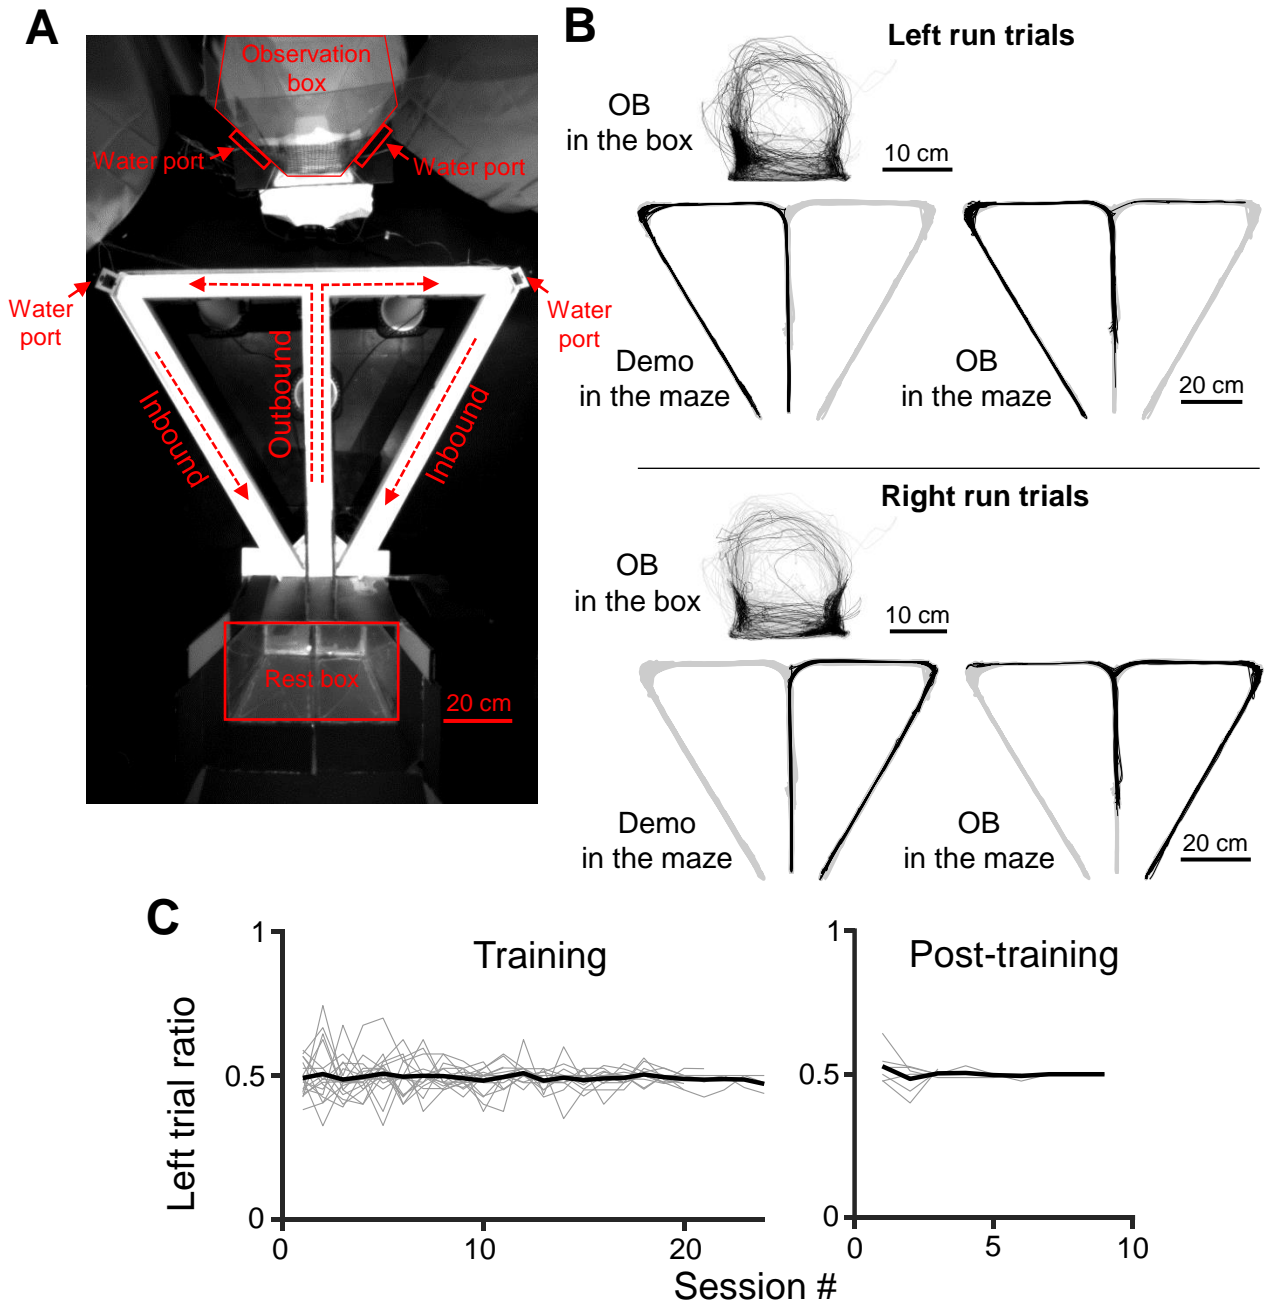 A
Observation
box
Water port
Water port
Water
port
Water
port
Outbound
Inbound
Inbound
Rest box
20 cm
B
Left run trials
OB
in the box
10 cm
Demo
in the maze
OB
in the maze
20 cm
Right run trials
OB
in the box
10 cm
Demo
in the maze
OB
in the maze
20 cm
C
Left trial ratio
1
0.5
0
Training
0
10
20
1
0.5
0
Post-training
0
5
10
Session #